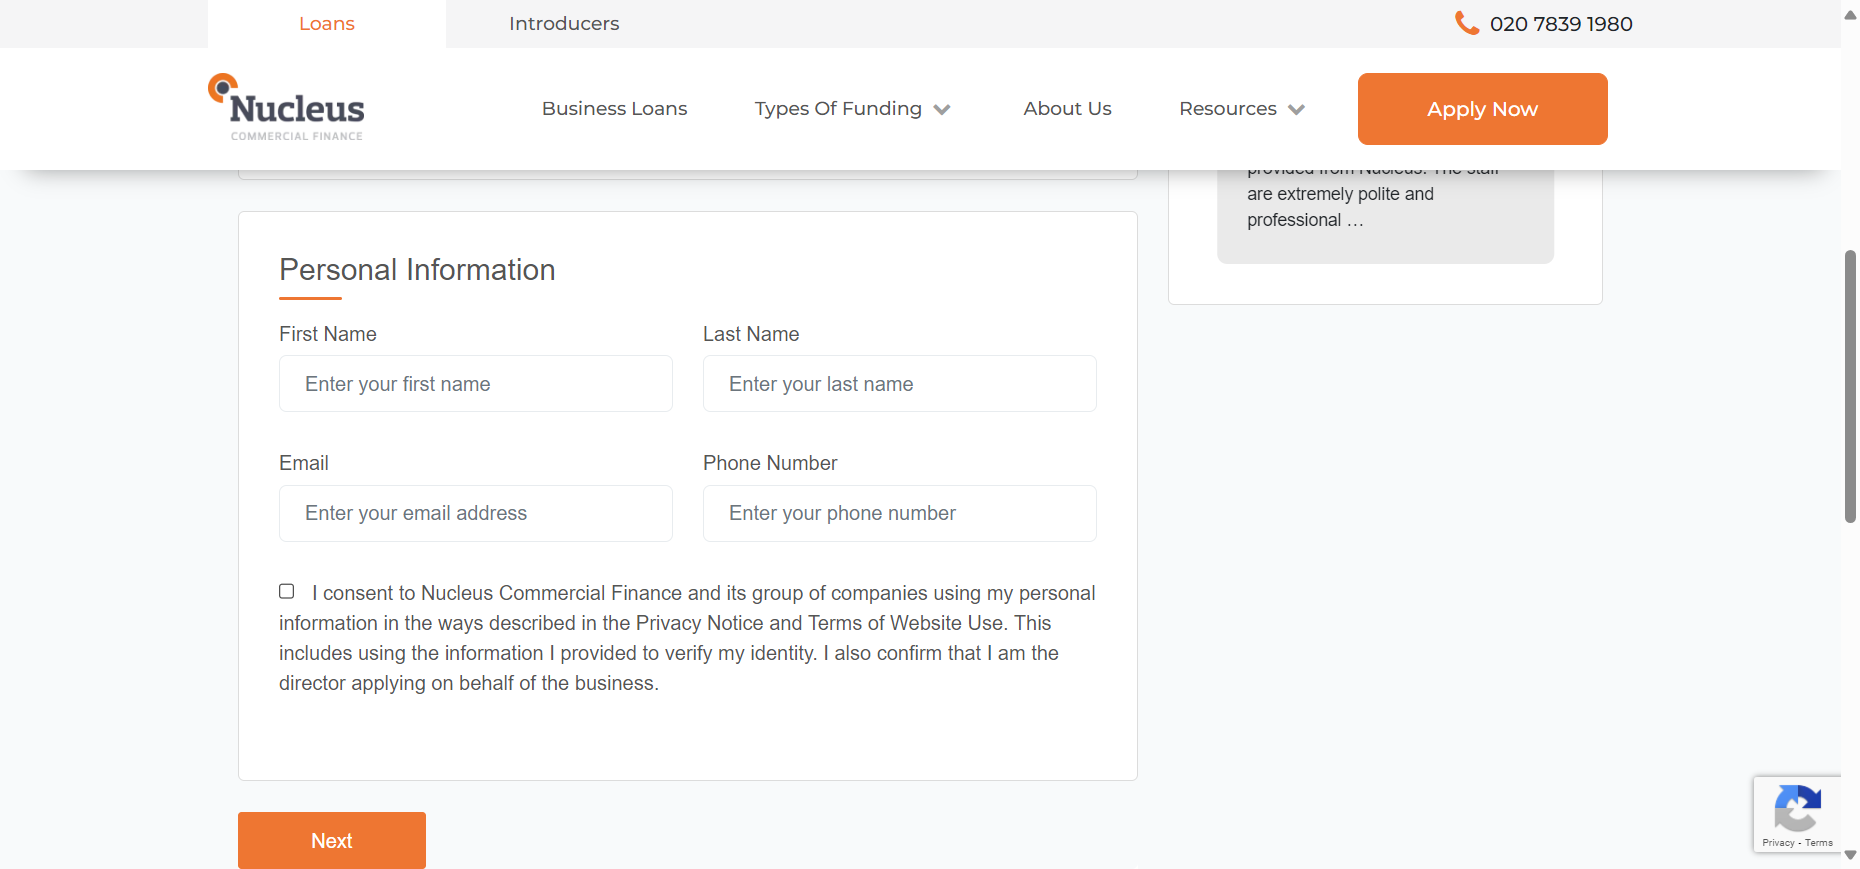 Loans
Introducers
020 7839 1980
Nucleus
COMMERCIAL FINANCE
Business Loans
Types Of Funding
About Us
Resources
Apply Now
provided from Nucleus. The staff
are extremely polite and
professional …
Personal Information
First Name
Last Name
Enter your first name
Enter your last name
Email
Phone Number
Enter your email address
Enter your phone number
I consent to Nucleus Commercial Finance and its group of companies using my personal
information in the ways described in the Privacy Notice and Terms of Website Use. This
includes using the information I provided to verify my identity. I also confirm that I am the
director applying on behalf of the business.
Next
Privacy - Terms